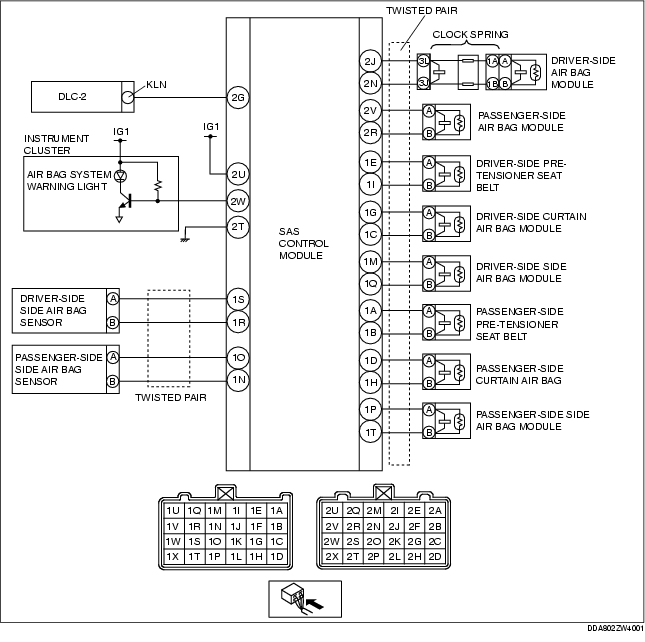 TWISTED PAIR
CLOCK SPRING
2J 3L 1A A
2N 3J 1B B
DRIVER-SIDE
AIR BAG
MODULE
DLC-2
KLN
2G
2V A
2R B
PASSENGER-SIDE
AIR BAG MODULE
INSTRUMENT
CLUSTER
IG1
IG1
AIR BAG SYSTEM
WARNING LIGHT
2U
2W
2T
SAS
CONTROL
MODULE
1E A
1I B
DRIVER-SIDE PRE-
TENSIONER SEAT
BELT
1G A
1C B
DRIVER-SIDE CURTAIN
AIR BAG MODULE
1M A
1Q B
DRIVER-SIDE SIDE
AIR BAG MODULE
DRIVER-SIDE
SIDE AIR BAG
SENSOR
A 1S
B 1R
1A A
1B B
PASSENGER-SIDE
PRE-TENSIONER
SEAT BELT
PASSENGER-SIDE
SIDE AIR BAG
SENSOR
A 1O
B 1N
TWISTED PAIR
1D A
1H B
PASSENGER-SIDE
CURTAIN AIR BAG
1P A
1T B
PASSENGER-SIDE SIDE
AIR BAG MODULE
1U 1Q 1M 1I 1E 1A
1V 1R 1N 1J 1F 1B
1W 1S 1O 1K 1G 1C
1X 1T 1P 1L 1H 1D
2U 2Q 2M 2I 2E 2A
2V 2R 2N 2J 2F 2B
2W 2S 2O 2K 2G 2C
2X 2T 2P 2L 2H 2D
DDA902ZW4001